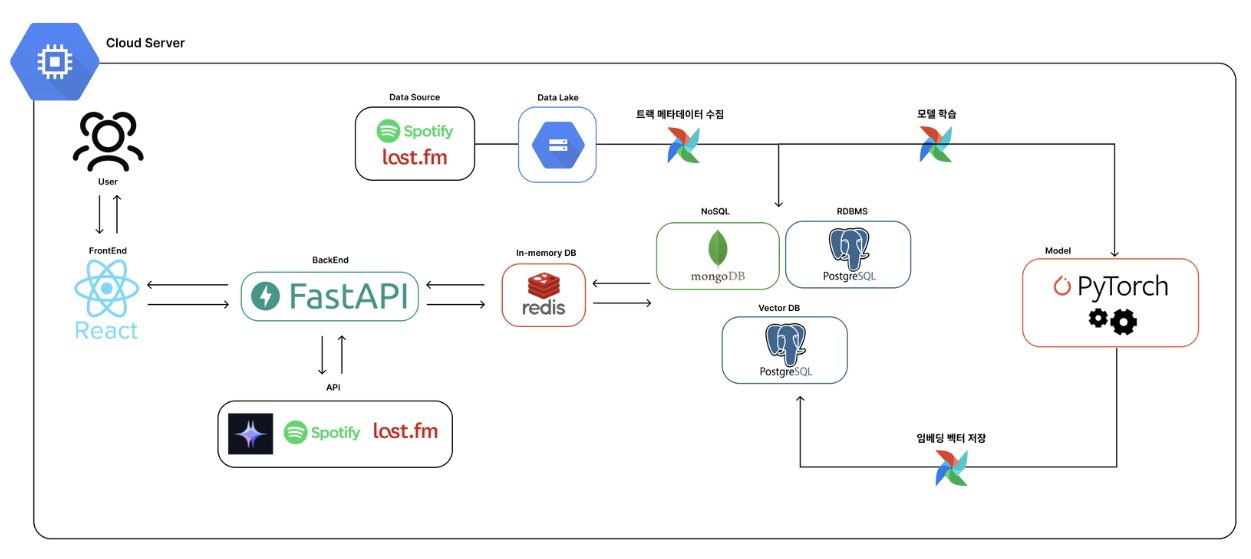 Cloud Server
Data Source
Data Lake
트랙 메타데이터 수집
모델 학습
Spotify
last.fm
User
NoSQL
RDBMS
mongoDB
PostgreSQL
FrontEnd
React
BackEnd
FastAPI
In-memory DB
redis
Model
PyTorch
Vector DB
PostgreSQL
API
Spotify
last.fm
임베딩 벡터 저장